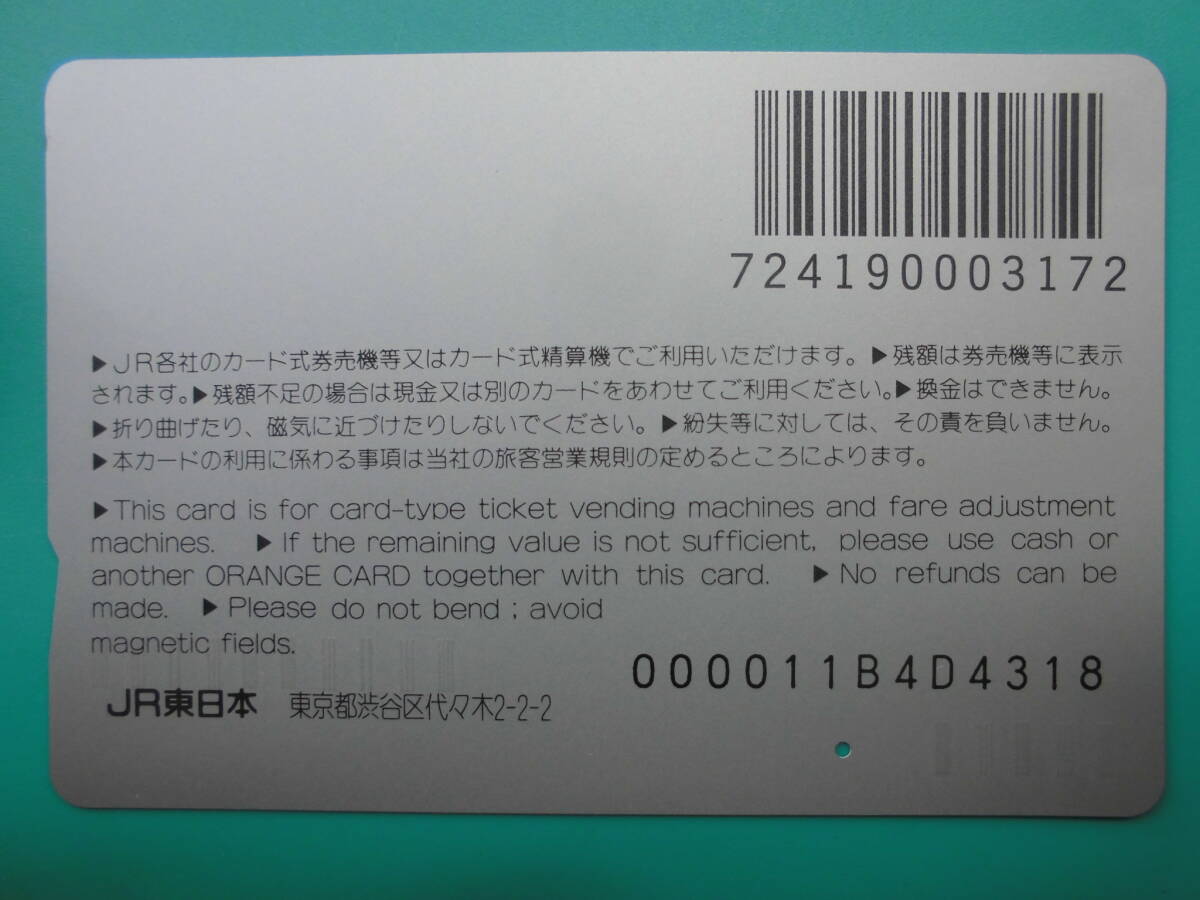 724190003172
▶JR各社のカード式券売機等又はカード式精算機でご利用いただけます。▶残額は券売機等に表示
されます。▶残額不足の場合は現金又は別のカードをあわせてご利用ください。▶換金はできません。
▶折り曲げたり、磁気に近づけたりしないでください。▶紛失等に対しては、その責を負いません。
▶本カードの利用に係わる事項は当社の旅客営業規則の定めるところによります。
▶This card is for card-type ticket vending machines and fare adjustment
machines. ▶If the remaining value is not sufficient, please use cash or
another ORANGE CARD together with this card. ▶No refunds can be
made. ▶Please do not bend ; avoid
magnetic fields.
000011B4D4318
JR東日本 東京都渋谷区代々木2-2-2